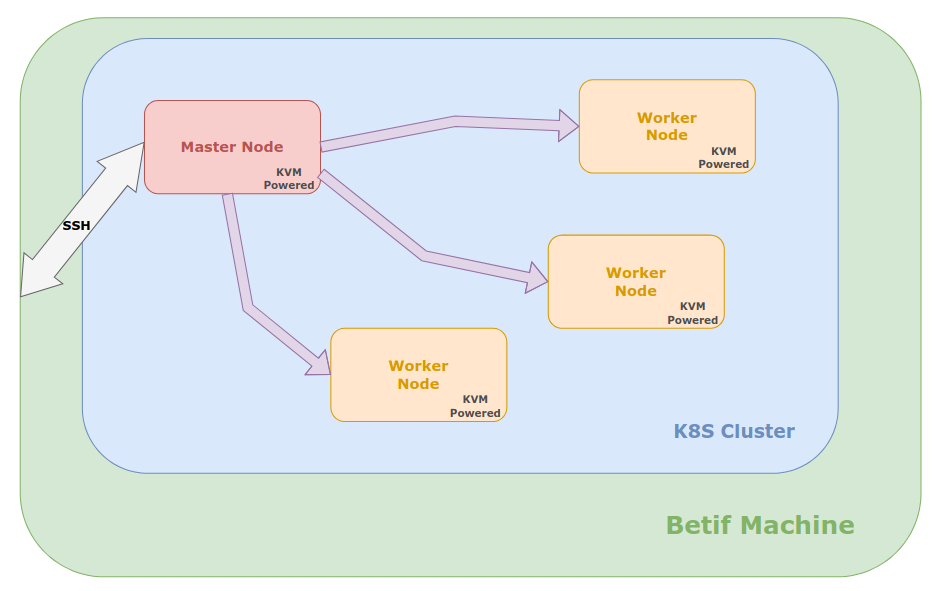 Master Node
KVM
Powered
SSH
Worker
Node
KVM
Powered
Worker
Node
KVM
Powered
Worker
Node
KVM
Powered
K8S Cluster
Betif Machine